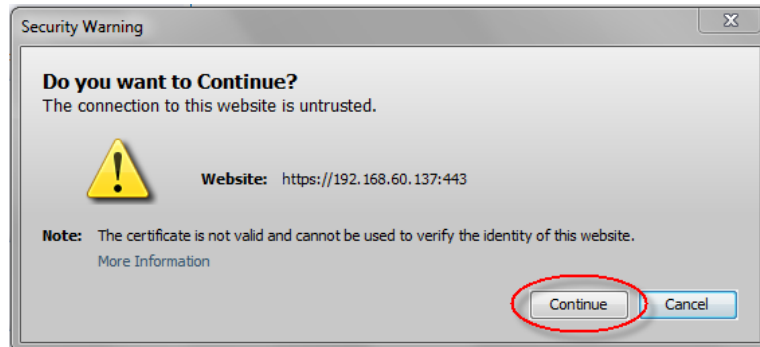 Security Warning
Do you want to Continue?
The connection to this website is untrusted.
Website: https://192.168.60.137:443
Note: The certificate is not valid and cannot be used to verify the identity of this website.
More Information
Continue Cancel